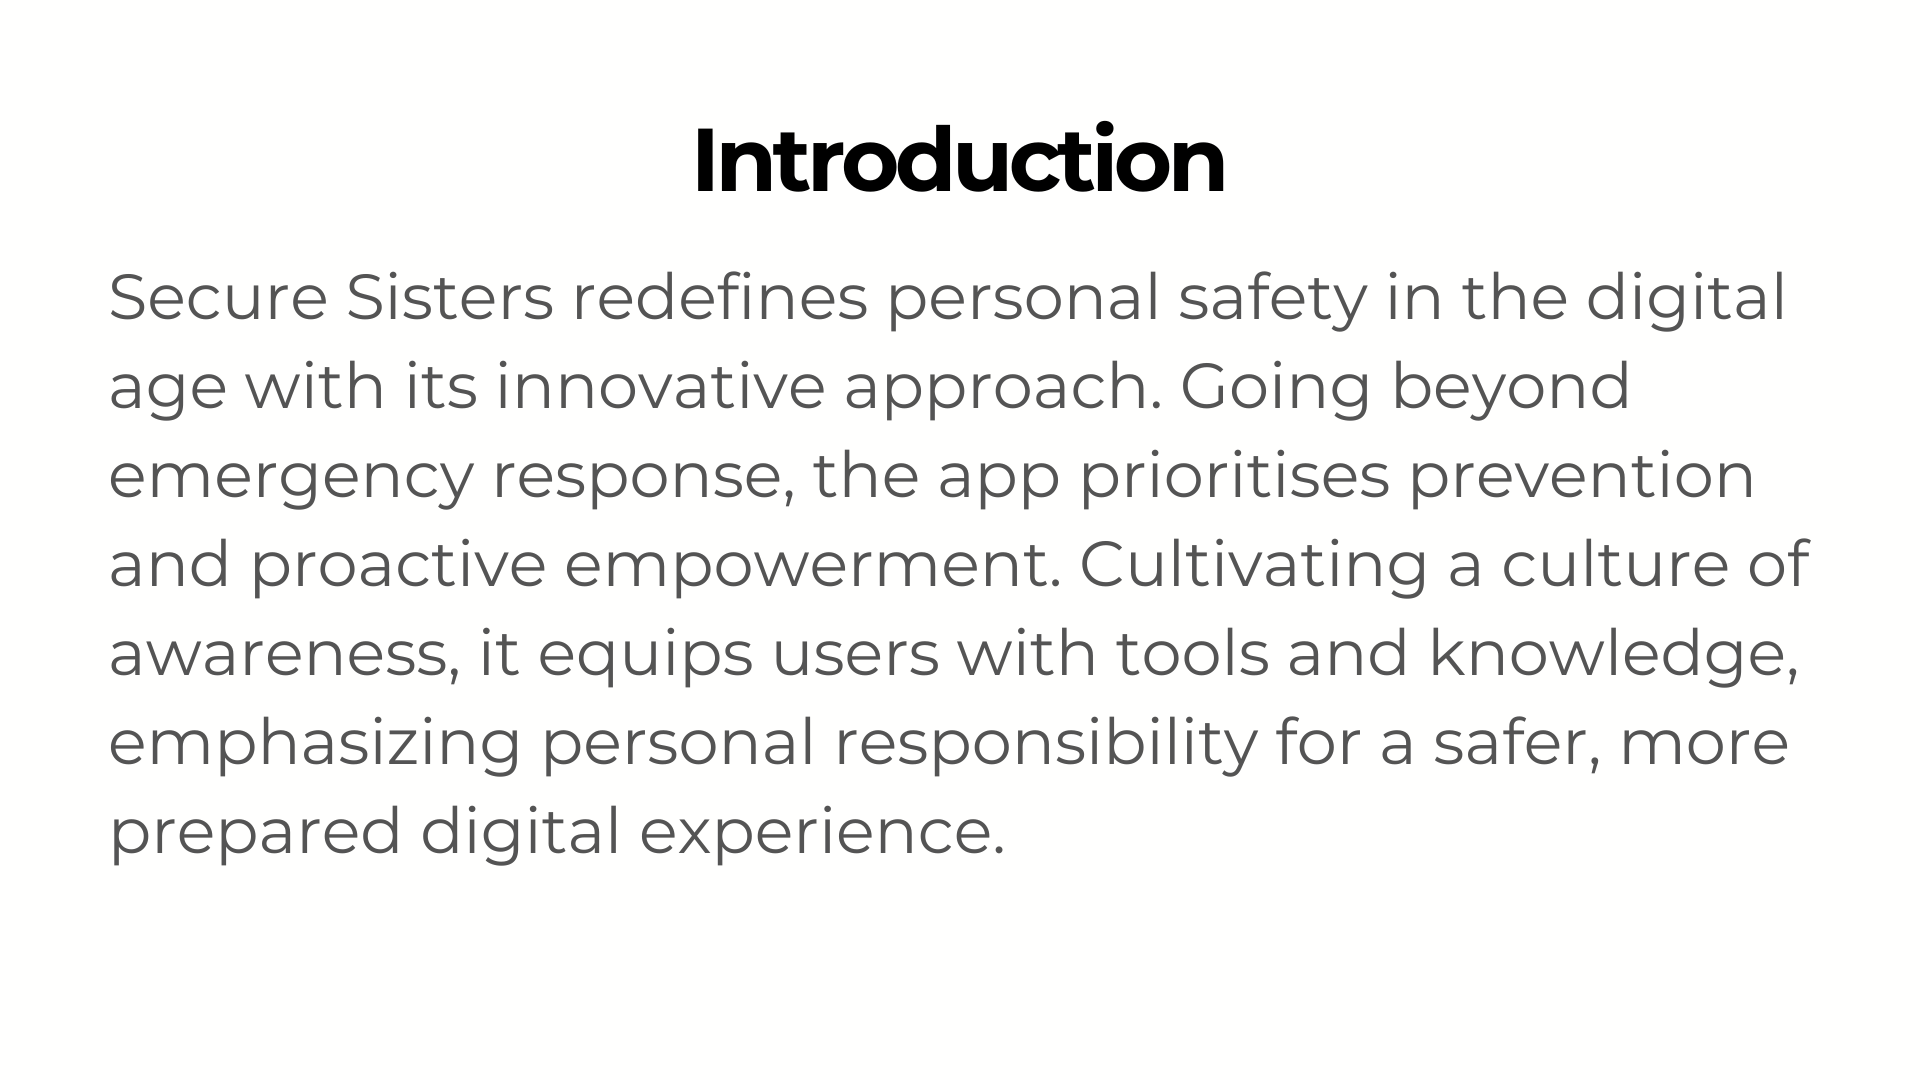 Introduction
Secure Sisters redefines personal safety in the digital
age with its innovative approach. Going beyond
emergency response, the app prioritises prevention
and proactive empowerment. Cultivating a culture of
awareness, it equips users with tools and knowledge,
emphasizing personal responsibility for a safer, more
prepared digital experience.